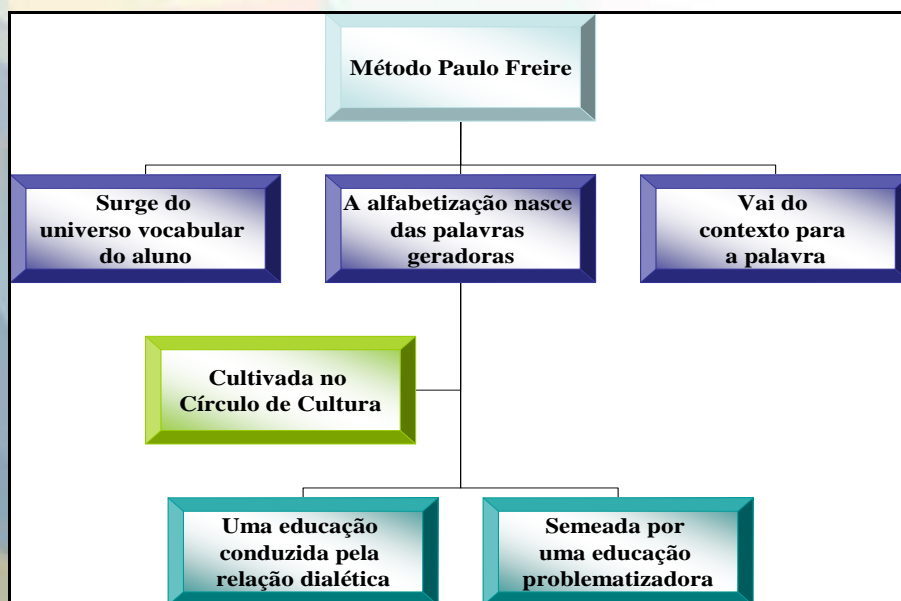 Método Paulo Freire
Surge do
universo vocabular
do aluno
A alfabetização nasce
das palavras
geradoras
Vai do
contexto para
a palavra
Cultivada no
Círculo de Cultura
Uma educação
conduzida pela
relação dialética
Semeada por
uma educação
problematizadora